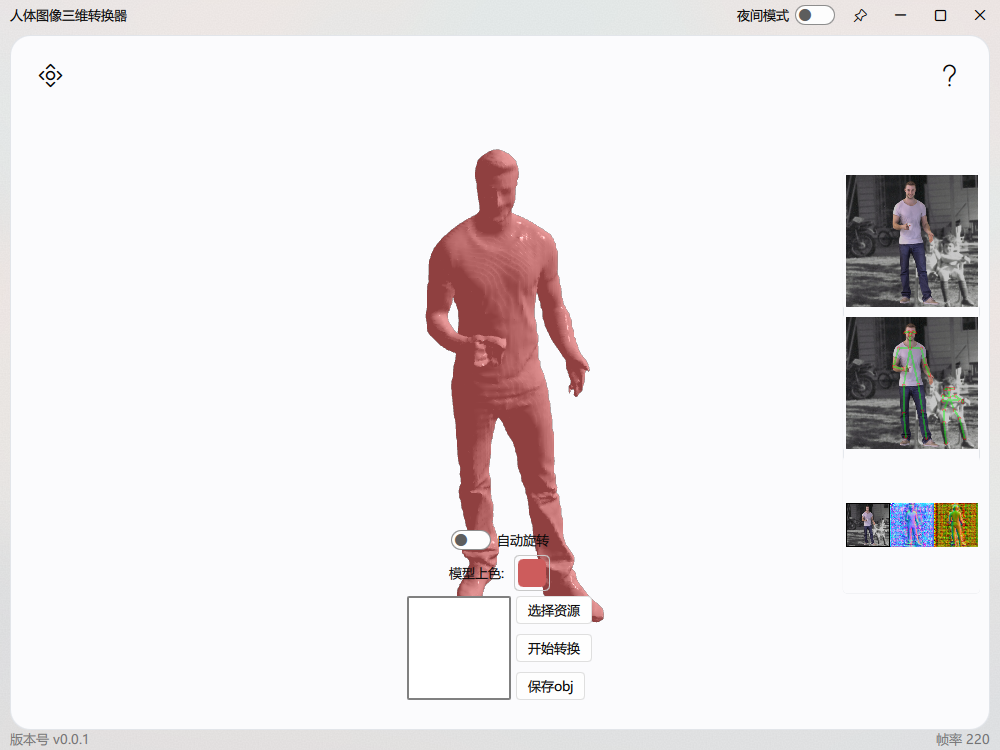 人体图像三维转换器
夜间模式
?
自动旋转
模型上色:
选择资源
开始转换
保存obj
版本号 v0.0.1
帧率 220